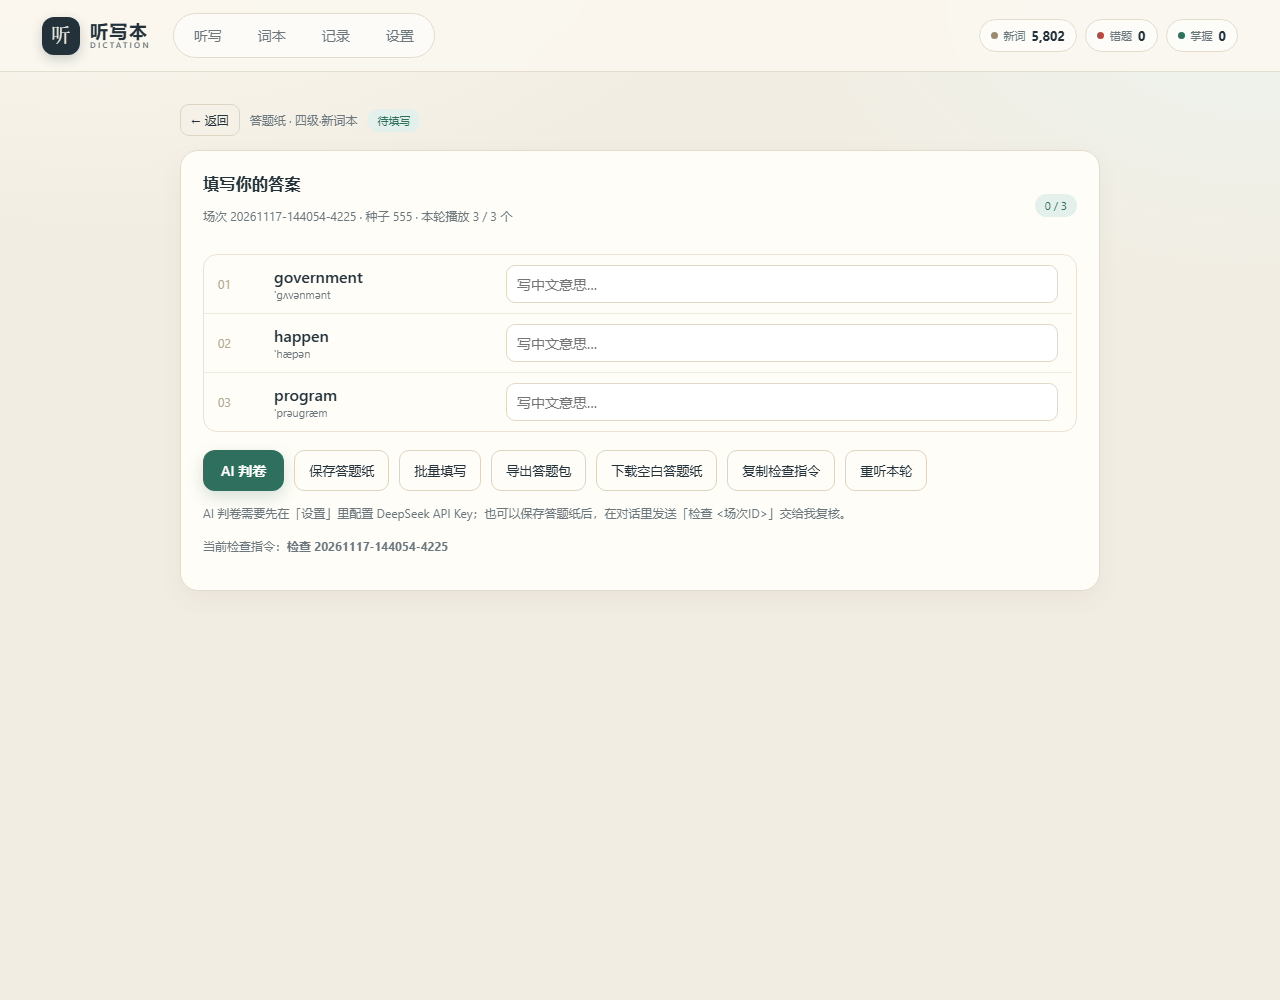 听 听写本 听写 词本 记录 设置 新词 5,802 错题 0 掌握 0
DICTATION
← 返回 答题纸 · 四级·新词本 待填写
填写你的答案
场次 20261117-144054-4225 · 种子 555 · 本轮播放 3 / 3 个
0 / 3
01 government 写中文意思...
ˈɡʌvənmənt
02 happen 写中文意思...
ˈhæpən
03 program 写中文意思...
ˈprəuɡræm
AI 判卷 保存答题纸 批量填写 导出答题包 下载空白答题纸 复制检查指令 重听本轮
AI 判卷需要先在「设置」里配置 DeepSeek API Key；也可以保存答题纸后，在对话里发送「检查 <场次ID>」交给我复核。
当前检查指令：检查 20261117-144054-4225